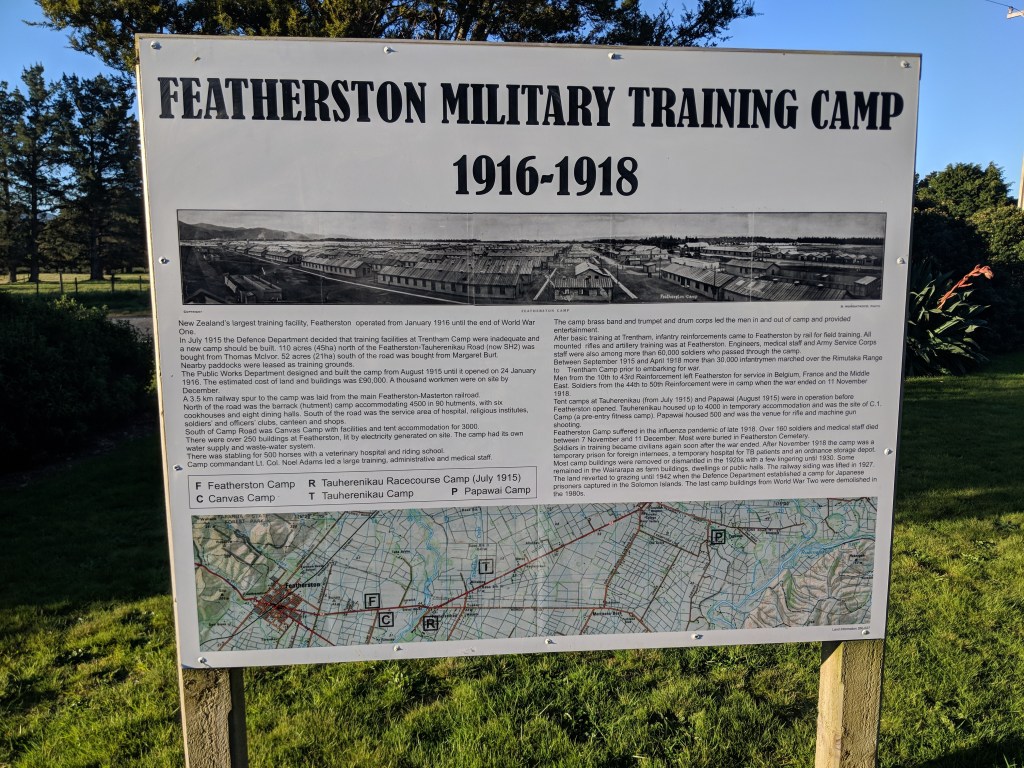 FEATHERSTON MILITARY TRAINING CAMP
1916-1918
Featherston Camp
FEATHERSTON CAMP
New Zealand's largest training facility, Featherston operated from January 1916 until the end of World War
One.
In July 1915 the Defence Department decided that training facilities at Trentham Camp were inadequate and
a new camp should be built. 110 acres (45ha) north of the Featherston-Tauherenikau Road (now SH2) was
bought from Thomas McIvor. 52 acres (21ha) south of the road was bought from Margaret Burt.
Nearby paddocks were leased as training grounds.
The Public Works Department designed and built the camp from August 1915 until it opened on 24 January
1916. The estimated cost of land and buildings was £90,000. A thousand workmen were on site by
December.
A 3.5 km railway spur to the camp was laid from the main Featherston-Masterton railroad.
North of the road was the barrack (hutment) camp accommodating 4500 in 90 hutments, with six
cookhouses and eight dining halls. South of the road was the service area of hospital, religious institutes,
soldiers' and officers' clubs, canteen and shops.
South of Camp Road was Canvas Camp with facilities and tent accommodation for 3000.
There were over 250 buildings at Featherston, lit by electricity generated on site. The camp had its own
water supply and waste-water system.
There was stabling for 500 horses with a veterinary hospital and riding school.
Camp commandant Lt. Col. Noel Adams led a large training, administrative and medical staff.
The camp brass band and trumpet and drum corps led the men in and out of camp and provided
entertainment.
After basic training at Trentham, infantry reinforcements came to Featherston by rail for field training. All
mounted rifles and artillery training was at Featherston. Engineers, medical staff and Army Service Corps
staff were also among more than 60,000 soldiers who passed through the camp.
Between September 1915 and April 1918 more than 30,000 infantrymen marched over the Rimutaka Range
to Trentham Camp prior to embarking for war.
Men from the 10th to 43rd Reinforcement left Featherston for service in Belgium, France and the Middle
East. Soldiers from the 44th to 50th Reinforcement were in camp when the war ended on 11 November
1918.
Tent camps at Tauherenikau (from July 1915) and Papawai (August 1915) were in operation before
Featherston opened. Tauherenikau housed up to 4000 in temporary accommodation and was the site of C.1.
Camp (a pre-entry fitness camp). Papawai housed 500 and was the venue for rifle and machine gun
shooting.
Featherston Camp suffered in the influenza pandemic of late 1918. Over 160 soldiers and medical staff died
between 7 November and 11 December. Most were buried in Featherston Cemetery.
Soldiers in training became civilians again soon after the war ended. After November 1918 the camp was a
temporary prison for foreign internees, a temporary hospital for TB patients and an ordnance storage depot.
Most camp buildings were removed or dismantled in the 1920s with a few lingering until 1930. Some
remained in the Wairarapa as farm buildings, dwellings or public halls. The railway siding was lifted in 1927.
The land reverted to grazing until 1942 when the Defence Department established a camp for Japanese
prisoners captured in the Solomon Islands. The last camp buildings from World War Two were demolished in
the 1980s.
F Featherston Camp R Tauherenikau Racecourse Camp (July 1915)
C Canvas Camp T Tauherenikau Camp P Papawai Camp
P
T
Featherston
F
C
R